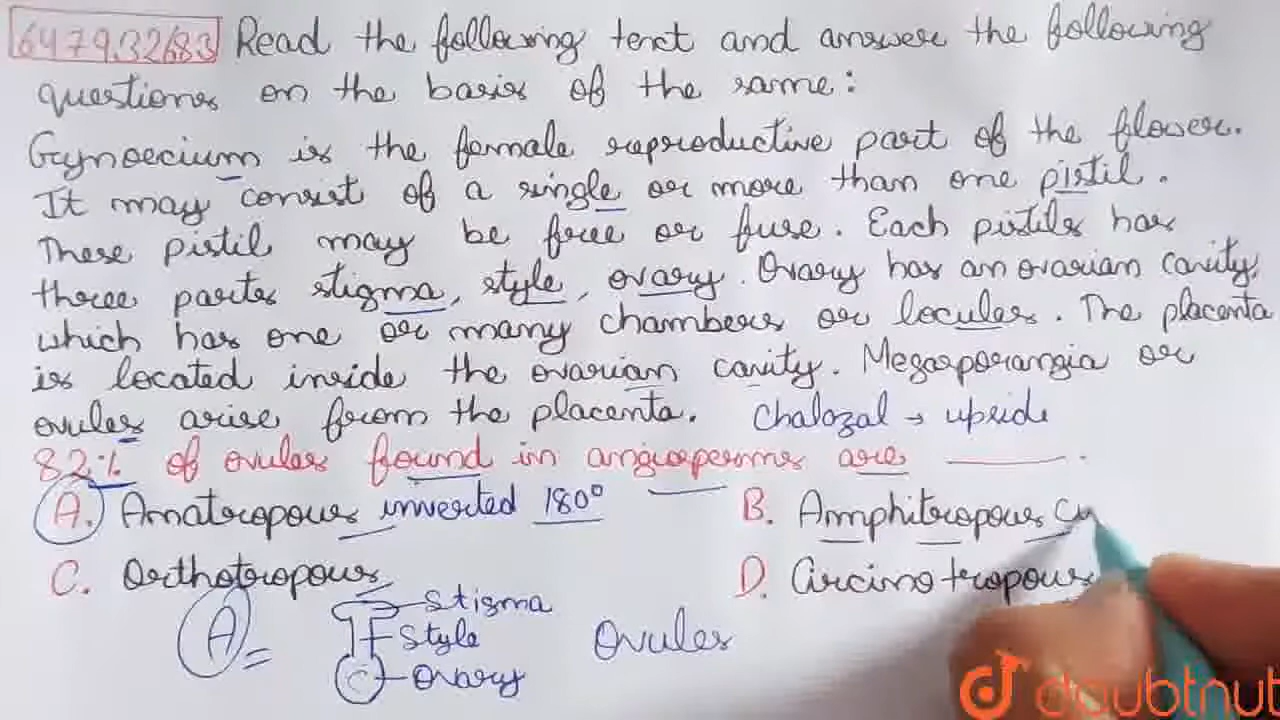 647932683 Read the following text and answer the following
questions on the basis of the same:
Gynoecium is the female reproductive part of the flower.
It may consist of a single or more than one pistil.
These pistil may be free or fuse. Each pistils has
three parts stigma, style, ovary. Ovary has an ovarian cavity,
which has one or many chambers or locules. The placenta
is located inside the ovarian cavity. Megasporangia or
ovules arise from the placenta. Chalozal → upside
82% of ovules found in angiosperms are ______.
A. Anatropous inverted 180° B. Amphitropous Cu
C. Orthotropous D. Circinotropous
A = Stigma
Style Ovules
Ovary
doubtnut